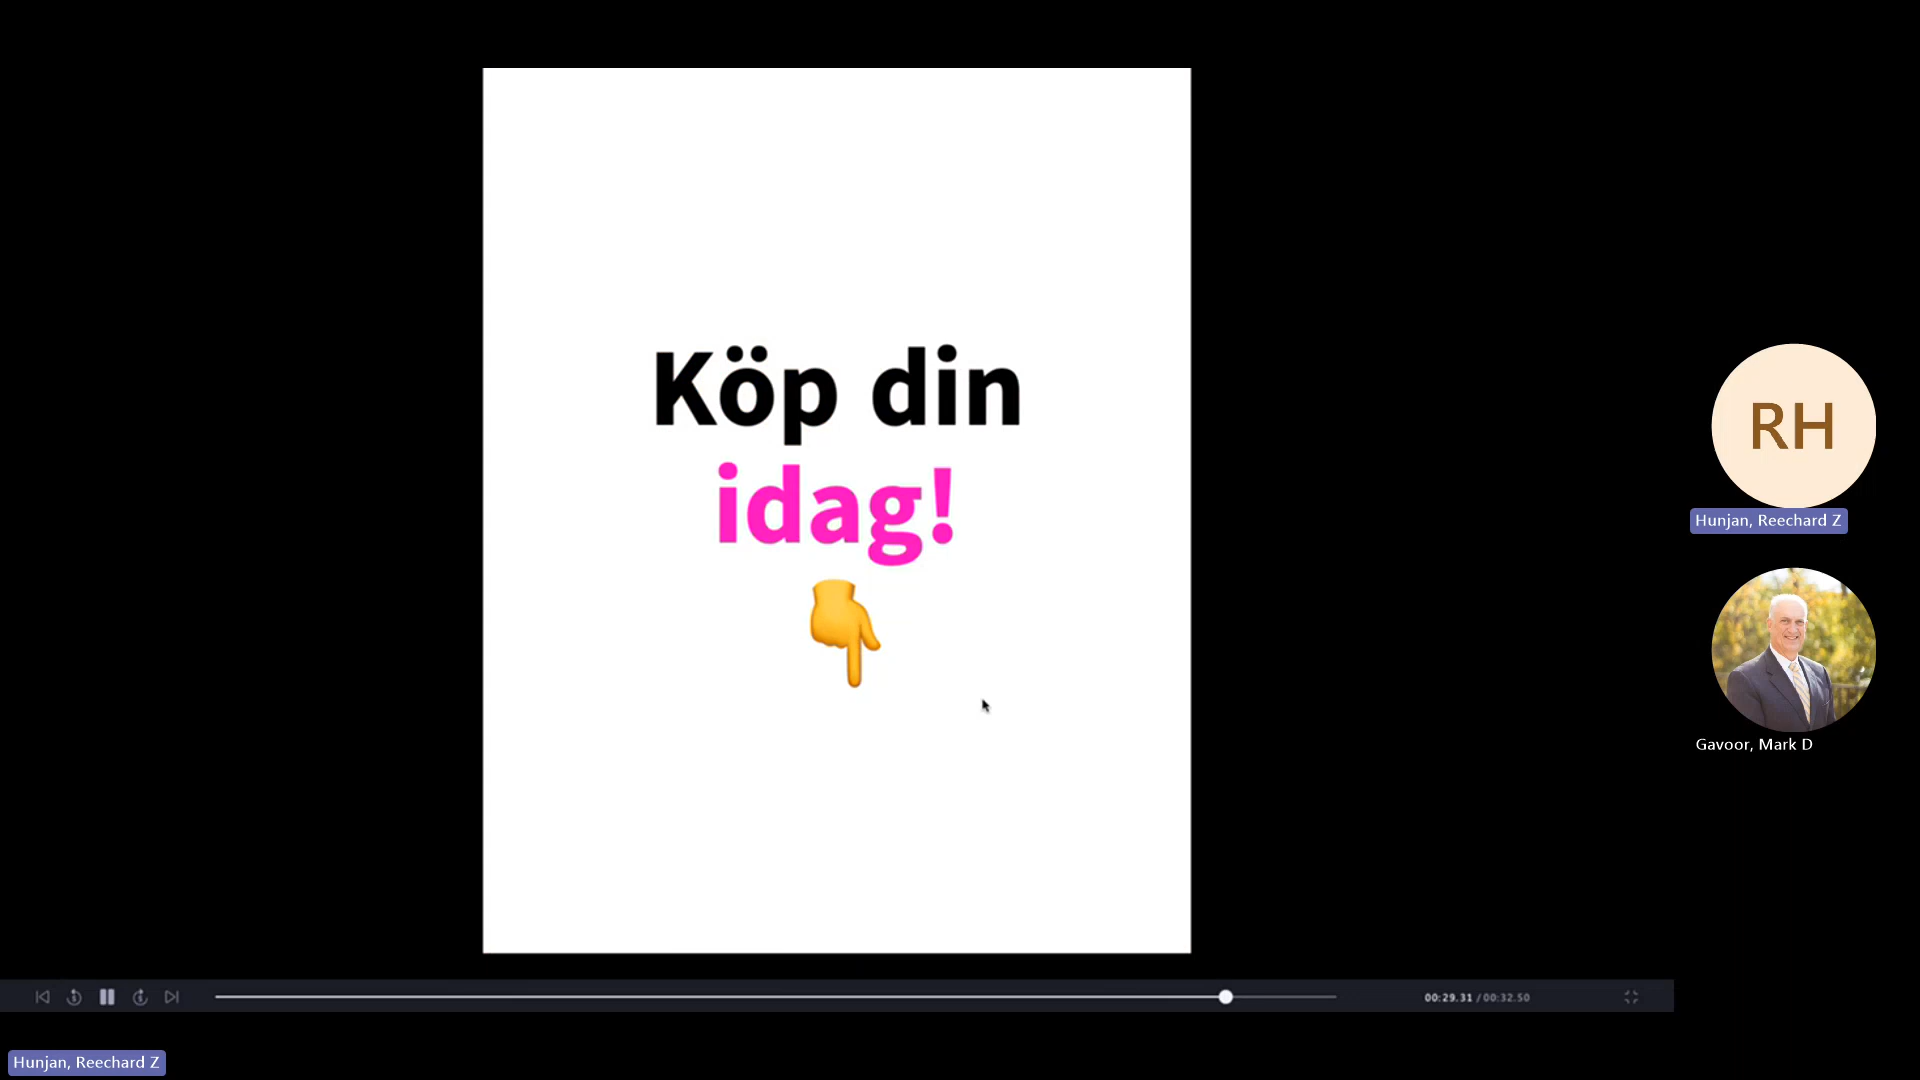 Köp din
idag!
RH
Hunjan, Reechard Z
Gavoor, Mark D
00:29.31 / 00:32.50
Hunjan, Reechard Z